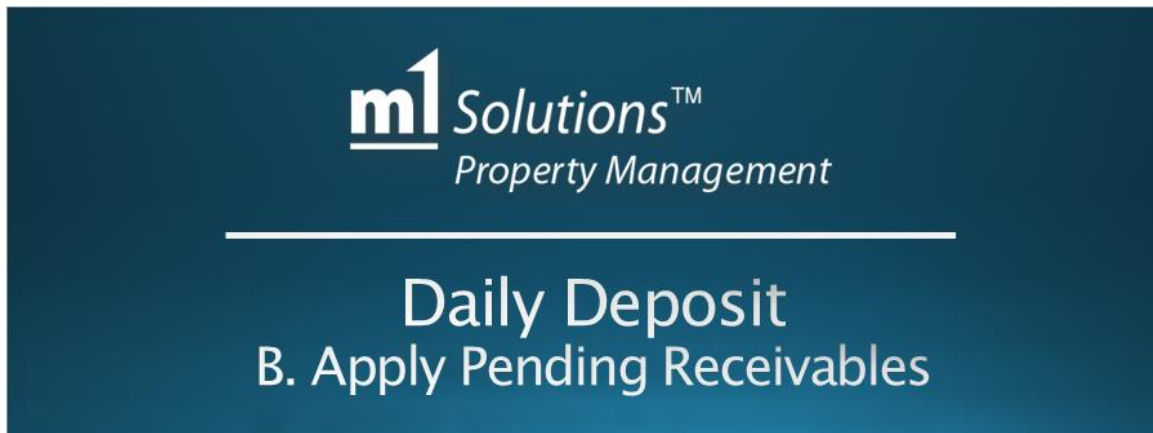 m1 Solutions™
Property Management
Daily Deposit
B. Apply Pending Receivables